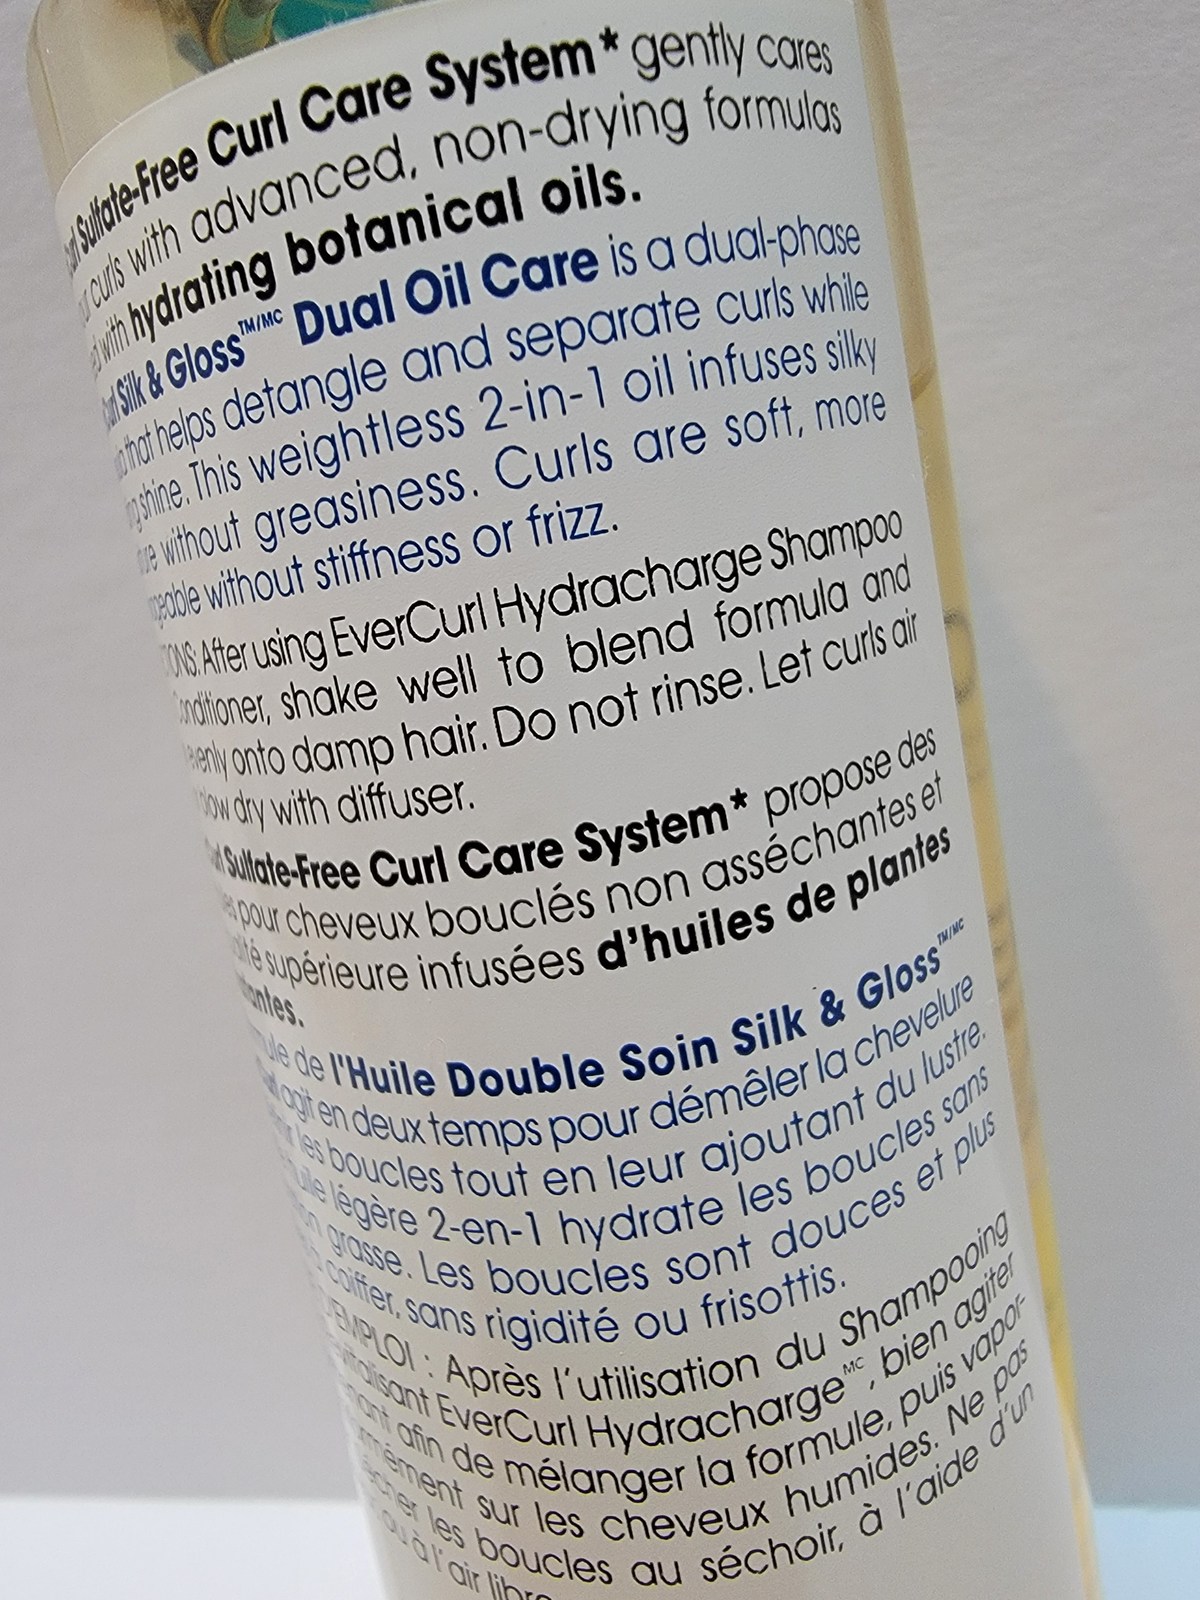 Sulfate-Free Curl Care System* gently cares
curls with advanced, non-drying formulas
with hydrating botanical oils.
Silk & Gloss™/MC Dual Oil Care is a dual-phase
that helps detangle and separate curls while
shine. This weightless 2-in-1 oil infuses silky
without greasiness. Curls are soft, more
without stiffness or frizz.
After using EverCurl Hydracharge Shampoo
shake well to blend formula and
onto damp hair. Do not rinse. Let curls air
dry with diffuser.
Sulfate-Free Curl Care System* propose des
pour cheveux bouclés non asséchantes et
supérieure infusées d'huiles de plantes
de l'Huile Double Soin Silk & Gloss™/MC
agit en deux temps pour démêler la chevelure
les boucles tout en leur ajoutant du lustre.
légère 2-en-1 hydrate les boucles sans
grasse. Les boucles sont douces et plus
coiffer, sans rigidité ou frisottis.
EMPLOI : Après l'utilisation du Shampooing
EverCurl Hydracharge MC, bien agiter
afin de mélanger la formule, puis vapor-
sur les cheveux humides. Ne pas
les boucles au séchoir, à l'aide d'un
ou à l'air libre